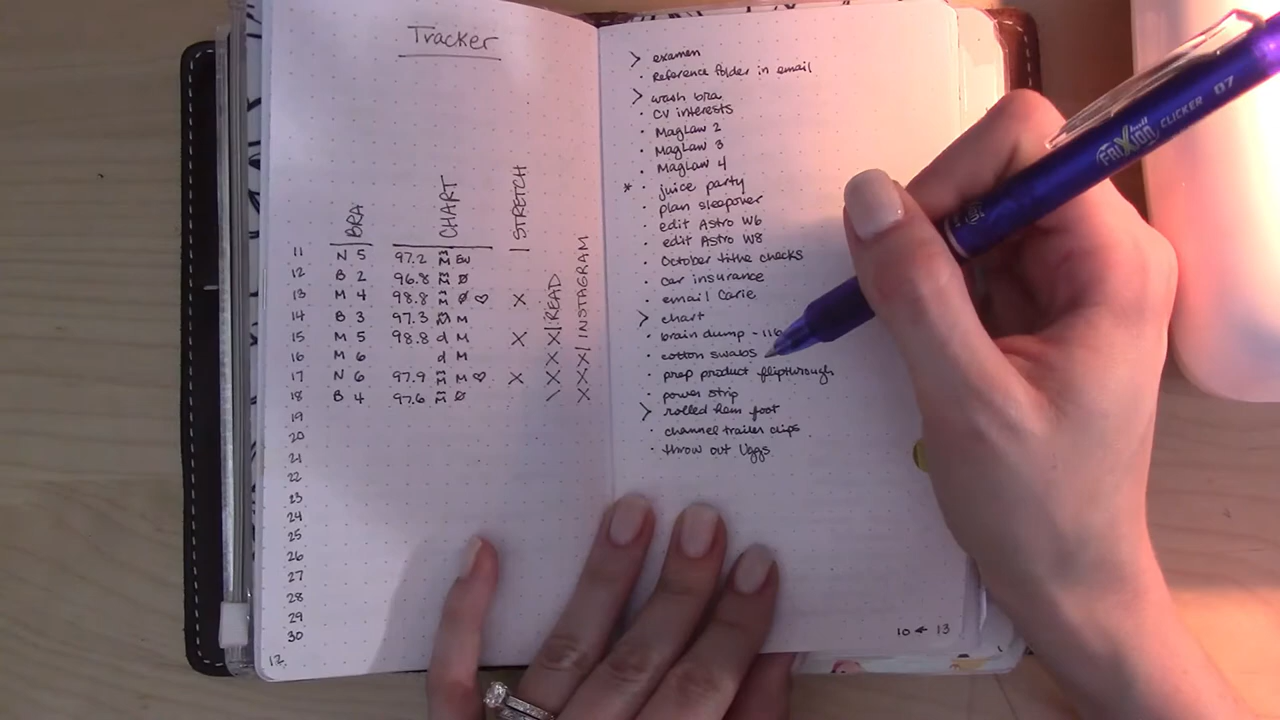 Tracker
BRA
CHART
STRETCH
READ
INSTAGRAM
11 N 5 97.2 m M EW
12 B 2 96.8 m M Ø
13 M 4 98.8 m M Ø ♡ X
14 B 3 97.3 m M M
15 M 5 98.8 d M X X
16 M 6 d M X X
17 N 6 97.9 m M M ♡ X X X
18 B 4 97.6 m M Ø \ X X
19
20
21
22
23
24
25
26
27
28
29
30
12
> examen
· Reference folder in email
> wash bra
· CV interests
· MagLaw 2
· MagLaw 3
· MagLaw 4
* · juice party
· plan sleepover
· edit Astro W6
· edit Astro W8
· October tithe checks
· car insurance
· email Carie
> chart
· brain dump - 116
· cotton swabs
· prep product flipthrough
· power strip
> rolled hem foot
· channel trailer clips
· throw out Uggs
10 ← 13
FRIXION ball CLICKER 07